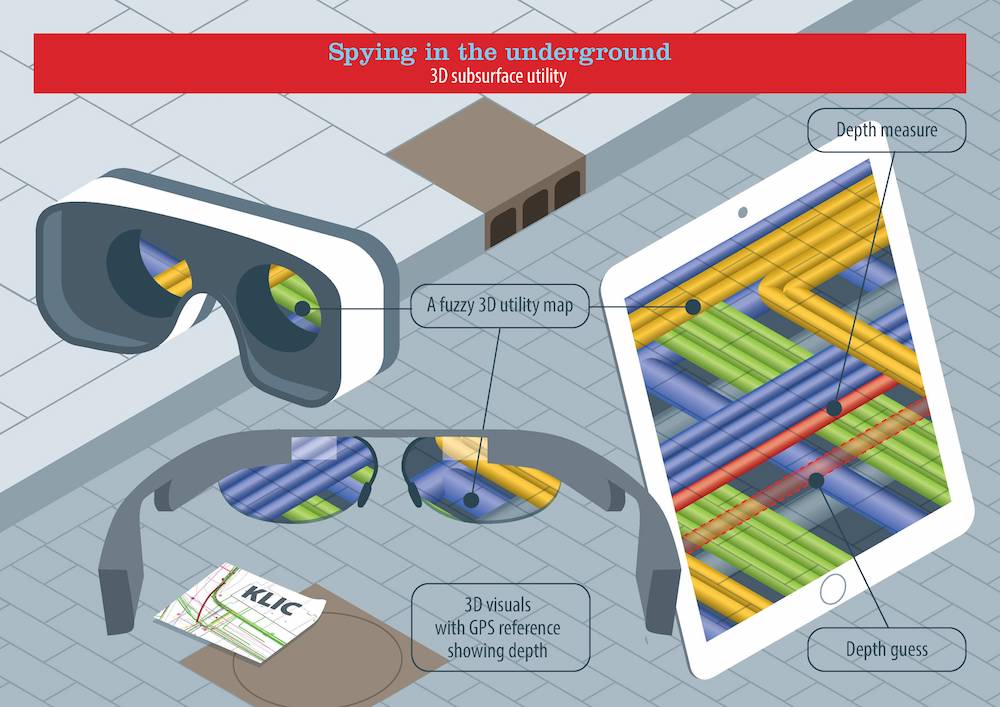 Spying in the underground
3D subsurface utility
Depth measure
A fuzzy 3D utility map
KLIC
3D visuals
with GPS reference
showing depth
Depth guess